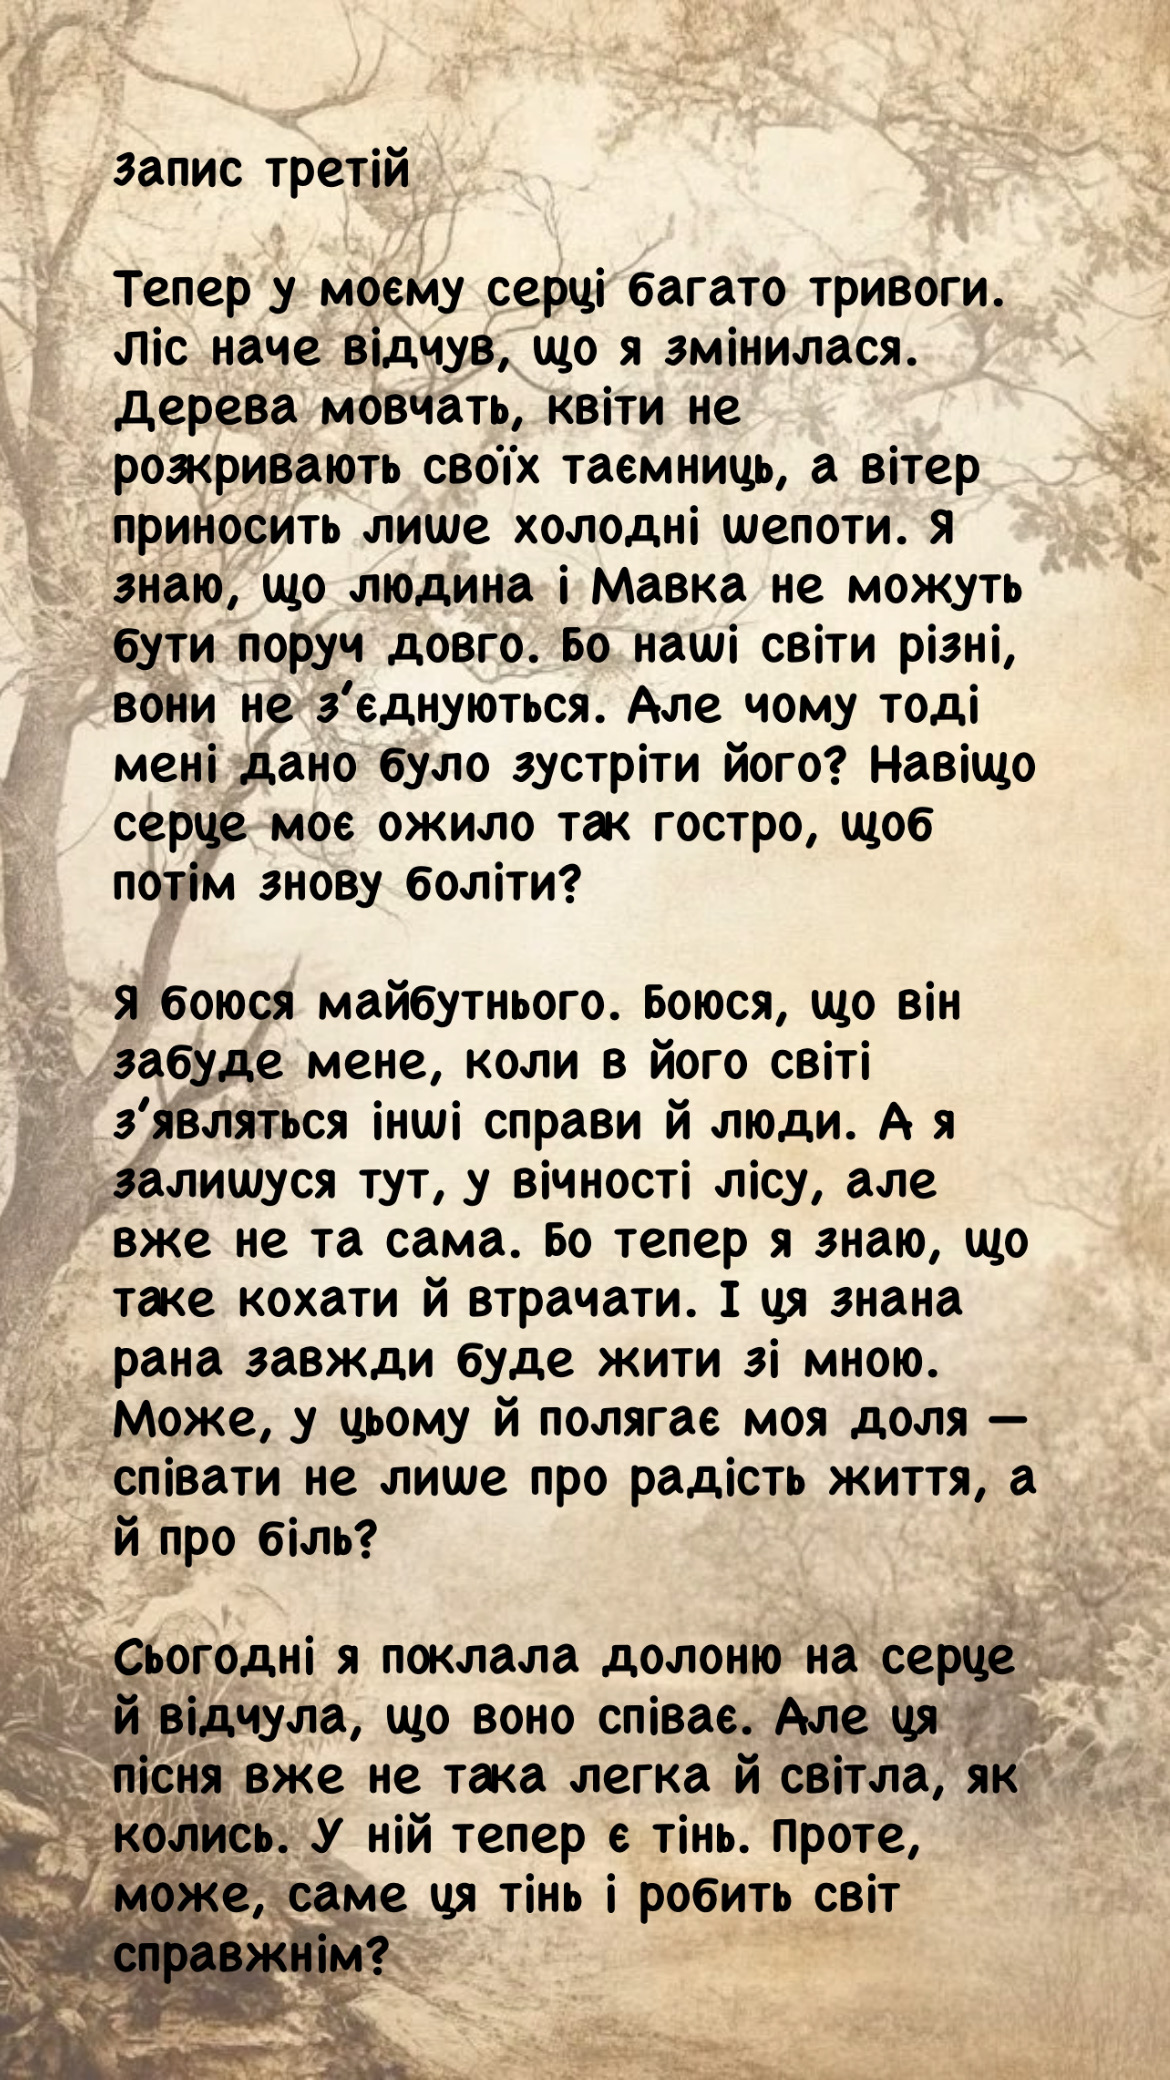 Запис третій
Тепер у моєму серці багато тривоги.
Ліс наче відчув, що я змінилася.
Дерева мовчать, квіти не
розкривають своїх таємниць, а вітер
приносить лише холодні шепоти. Я
знаю, що людина і Мавка не можуть
бути поруч довго. Бо наші світи різні,
вони не з’єднуються. Але чому тоді
мені дано було зустріти його? Навіщо
серце моє ожило так гостро, щоб
потім знову боліти?
Я боюся майбутнього. Боюся, що він
забуде мене, коли в його світі
з’являться інші справи й люди. А я
залишуся тут, у вічності лісу, але
вже не та сама. Бо тепер я знаю, що
таке кохати й втрачати. І ця знана
рана завжди буде жити зі мною.
Може, у цьому й полягає моя доля —
співати не лише про радість життя, а
й про біль?
Сьогодні я поклала долоню на серце
й відчула, що воно співає. Але ця
пісня вже не така легка й світла, як
колись. У ній тепер є тінь. Проте,
може, саме ця тінь і робить світ
справжнім?